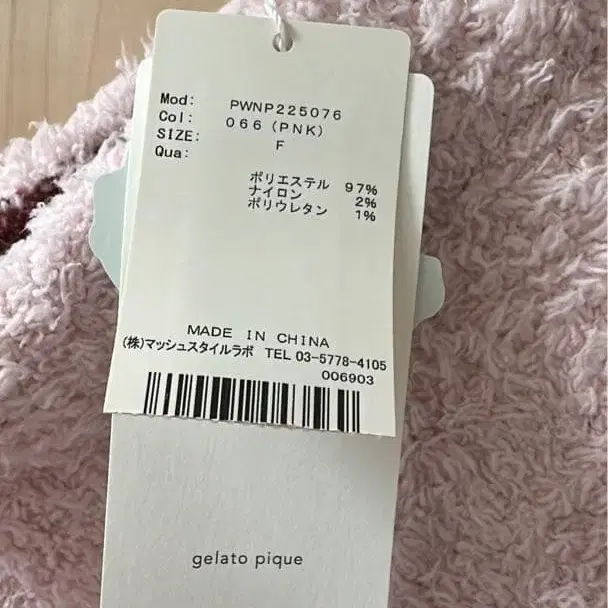 Mod: PWNP225076
Col: 066 (PNK)
SIZE: F
Qua:
ポリエステル 97%
ナイロン 2%
ポリウレタン 1%
MADE IN CHINA
(株)マッシュスタイルラボ TEL 03-5778-4105
006903
gelato pique